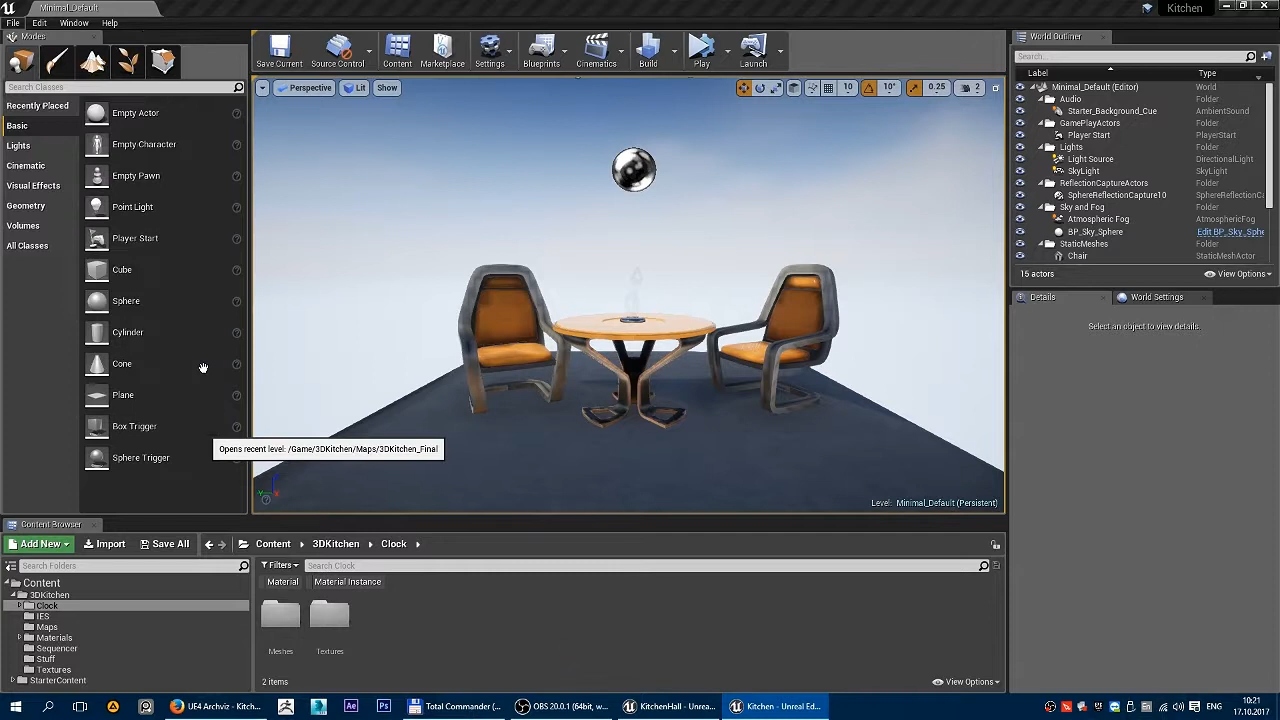 Minimal_Default
Kitchen
File Edit Window Help
Modes
Save Current
Source Control
Content
Marketplace
Settings
Blueprints
Cinematics
Build
Play
Launch
Search Classes
Recently Placed
Basic
Lights
Cinematic
Visual Effects
Geometry
Volumes
All Classes
Empty Actor
Empty Character
Empty Pawn
Point Light
Player Start
Cube
Sphere
Cylinder
Cone
Plane
Box Trigger
Sphere Trigger
Perspective Lit Show
10 10° 0.25 2
Opens recent level: /Game/3DKitchen/Maps/3DKitchen_Final
Level: Minimal_Default (Persistent)
World Outliner
Search...
Label Type
Minimal_Default (Editor) World
Audio Folder
Starter_Background_Cue AmbientSound
GamePlayActors Folder
Player Start PlayerStart
Lights Folder
Light Source DirectionalLight
SkyLight SkyLight
ReflectionCaptureActors Folder
SphereReflectionCapture10 SphereReflectionCa
Sky and Fog Folder
Atmospheric Fog AtmosphericFog
BP_Sky_Sphere Edit BP_Sky_Sphe
StaticMeshes Folder
Chair StaticMeshActor
15 actors View Options
Details World Settings
Select an object to view details.
Content Browser
Add New Import Save All Content 3DKitchen Clock
Search Folders
Content
3DKitchen
Clock
IES
Maps
Materials
Sequencer
Stuff
Textures
StarterContent
Filters Search Clock
Material Material Instance
Meshes Textures
2 items View Options
UE4 Archviz - Kitch...
Ae
Ps
Total Commander (...
OBS 20.0.1 (64bit, w...
KitchenHall - Unrea...
Kitchen - Unreal Ed...
ENG
10:21
17.10.2017